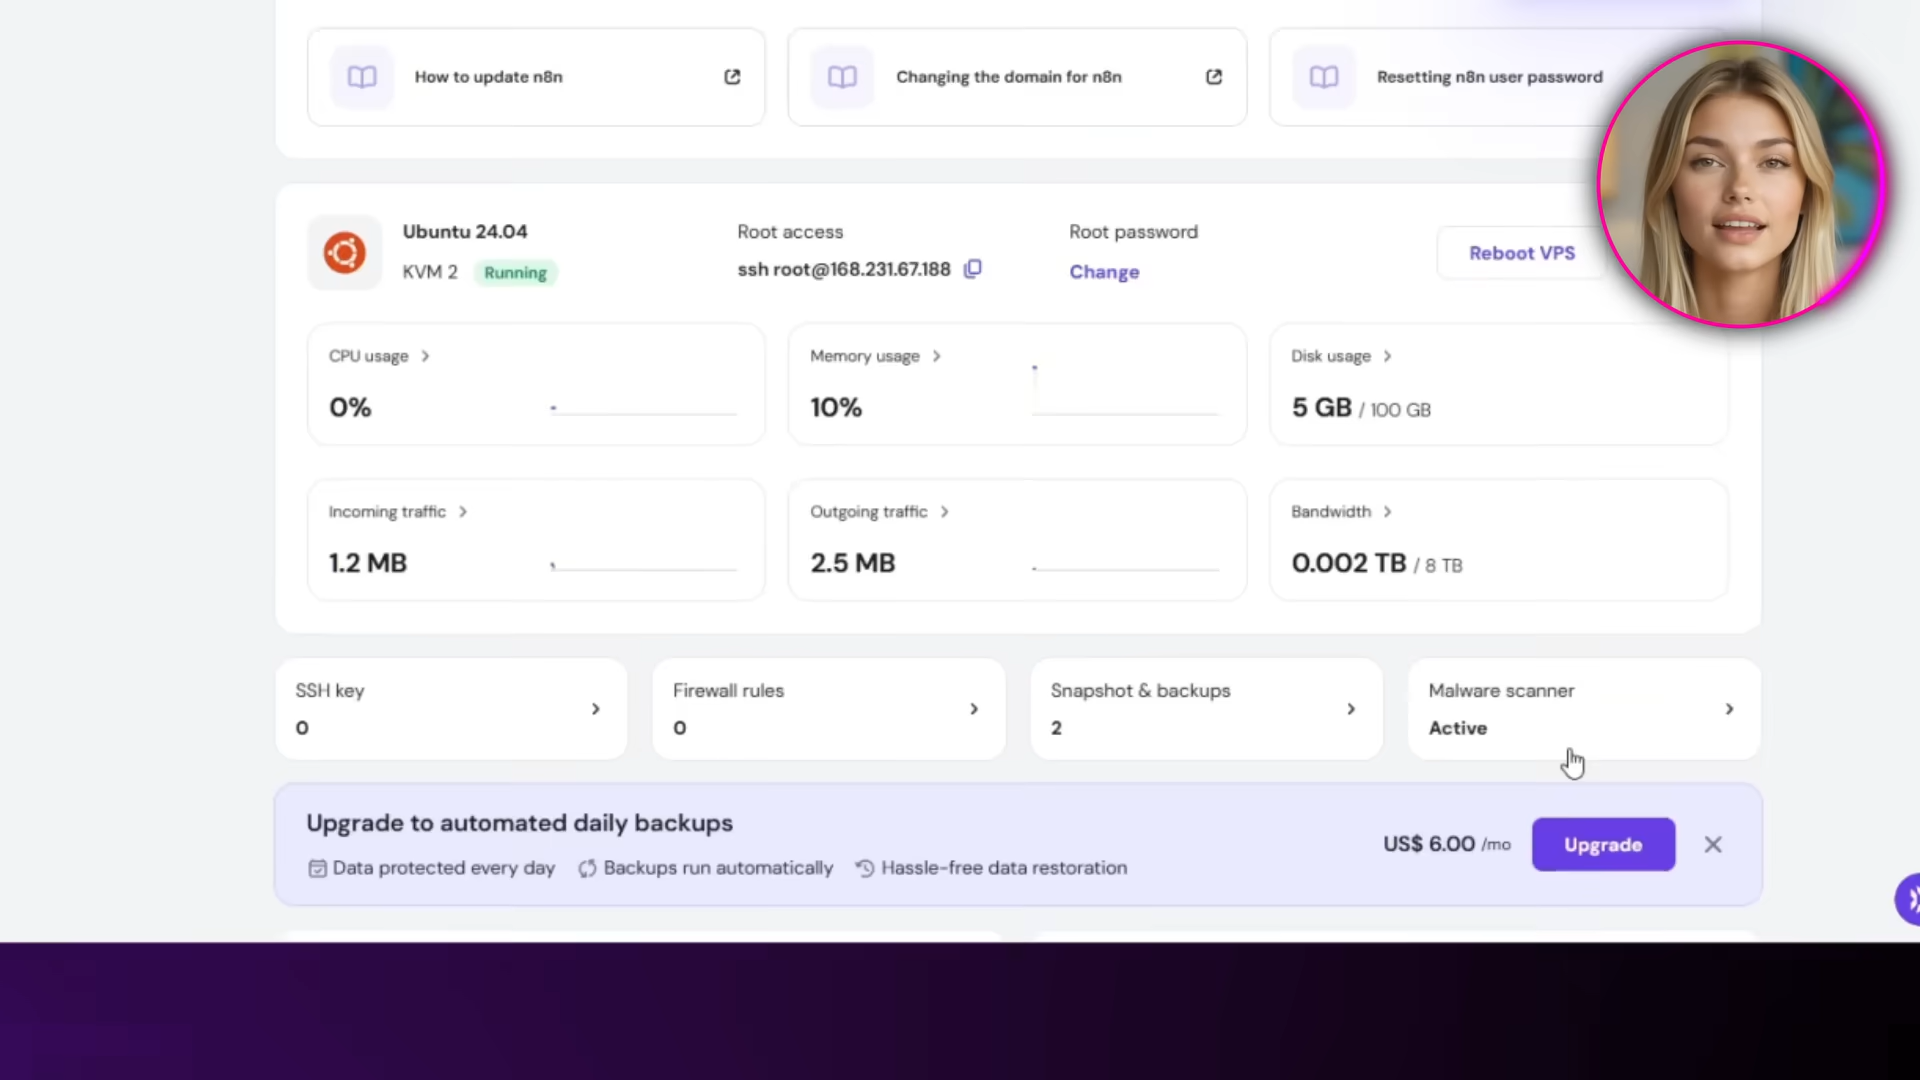 How to update n8n
Changing the domain for n8n
Resetting n8n user password
Ubuntu 24.04
KVM 2 Running
Root access
ssh root@168.231.67.188
Root password
Change
Reboot VPS
CPU usage
0%
Memory usage
10%
Disk usage
5 GB / 100 GB
Incoming traffic
1.2 MB
Outgoing traffic
2.5 MB
Bandwidth
0.002 TB / 8 TB
SSH key
0
Firewall rules
0
Snapshot & backups
2
Malware scanner
Active
Upgrade to automated daily backups
Data protected every day Backups run automatically Hassle-free data restoration
US$ 6.00 /mo
Upgrade